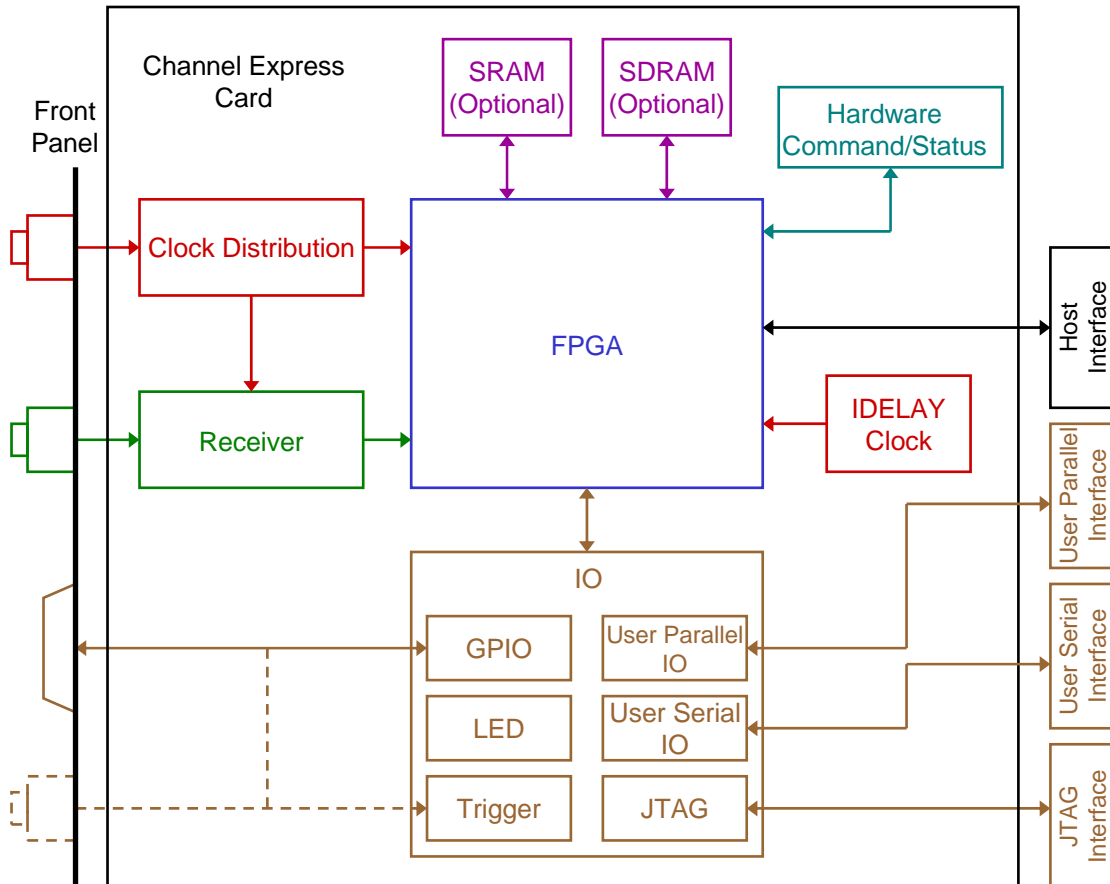 Channel Express
Card
Front
Panel
SRAM
(Optional)
SDRAM
(Optional)
Hardware
Command/Status
Clock Distribution
FPGA
Host
Interface
Receiver
IDELAY
Clock
User Parallel
Interface
IO
GPIO
User Parallel
IO
User Serial
Interface
LED
User Serial
IO
Trigger
JTAG
JTAG
Interface